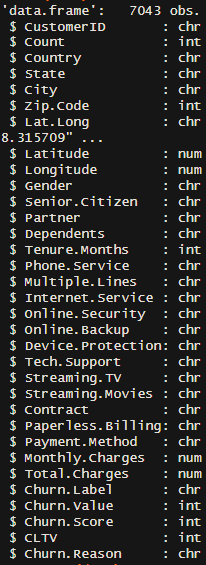 'data.frame':   7043 obs.
 $ CustomerID       : chr
 $ Count            : int
 $ Country          : chr
 $ State            : chr
 $ City             : chr
 $ Zip.Code         : int
 $ Lat.Long         : chr
8.315709" ...
 $ Latitude         : num
 $ Longitude        : num
 $ Gender           : chr
 $ Senior.Citizen   : chr
 $ Partner          : chr
 $ Dependents       : chr
 $ Tenure.Months    : int
 $ Phone.Service    : chr
 $ Multiple.Lines   : chr
 $ Internet.Service : chr
 $ Online.Security  : chr
 $ Online.Backup    : chr
 $ Device.Protection: chr
 $ Tech.Support     : chr
 $ Streaming.TV     : chr
 $ Streaming.Movies : chr
 $ Contract         : chr
 $ Paperless.Billing: chr
 $ Payment.Method   : chr
 $ Monthly.Charges  : num
 $ Total.Charges    : num
 $ Churn.Label      : chr
 $ Churn.Value      : int
 $ Churn.Score      : int
 $ CLTV             : int
 $ Churn.Reason     : chr